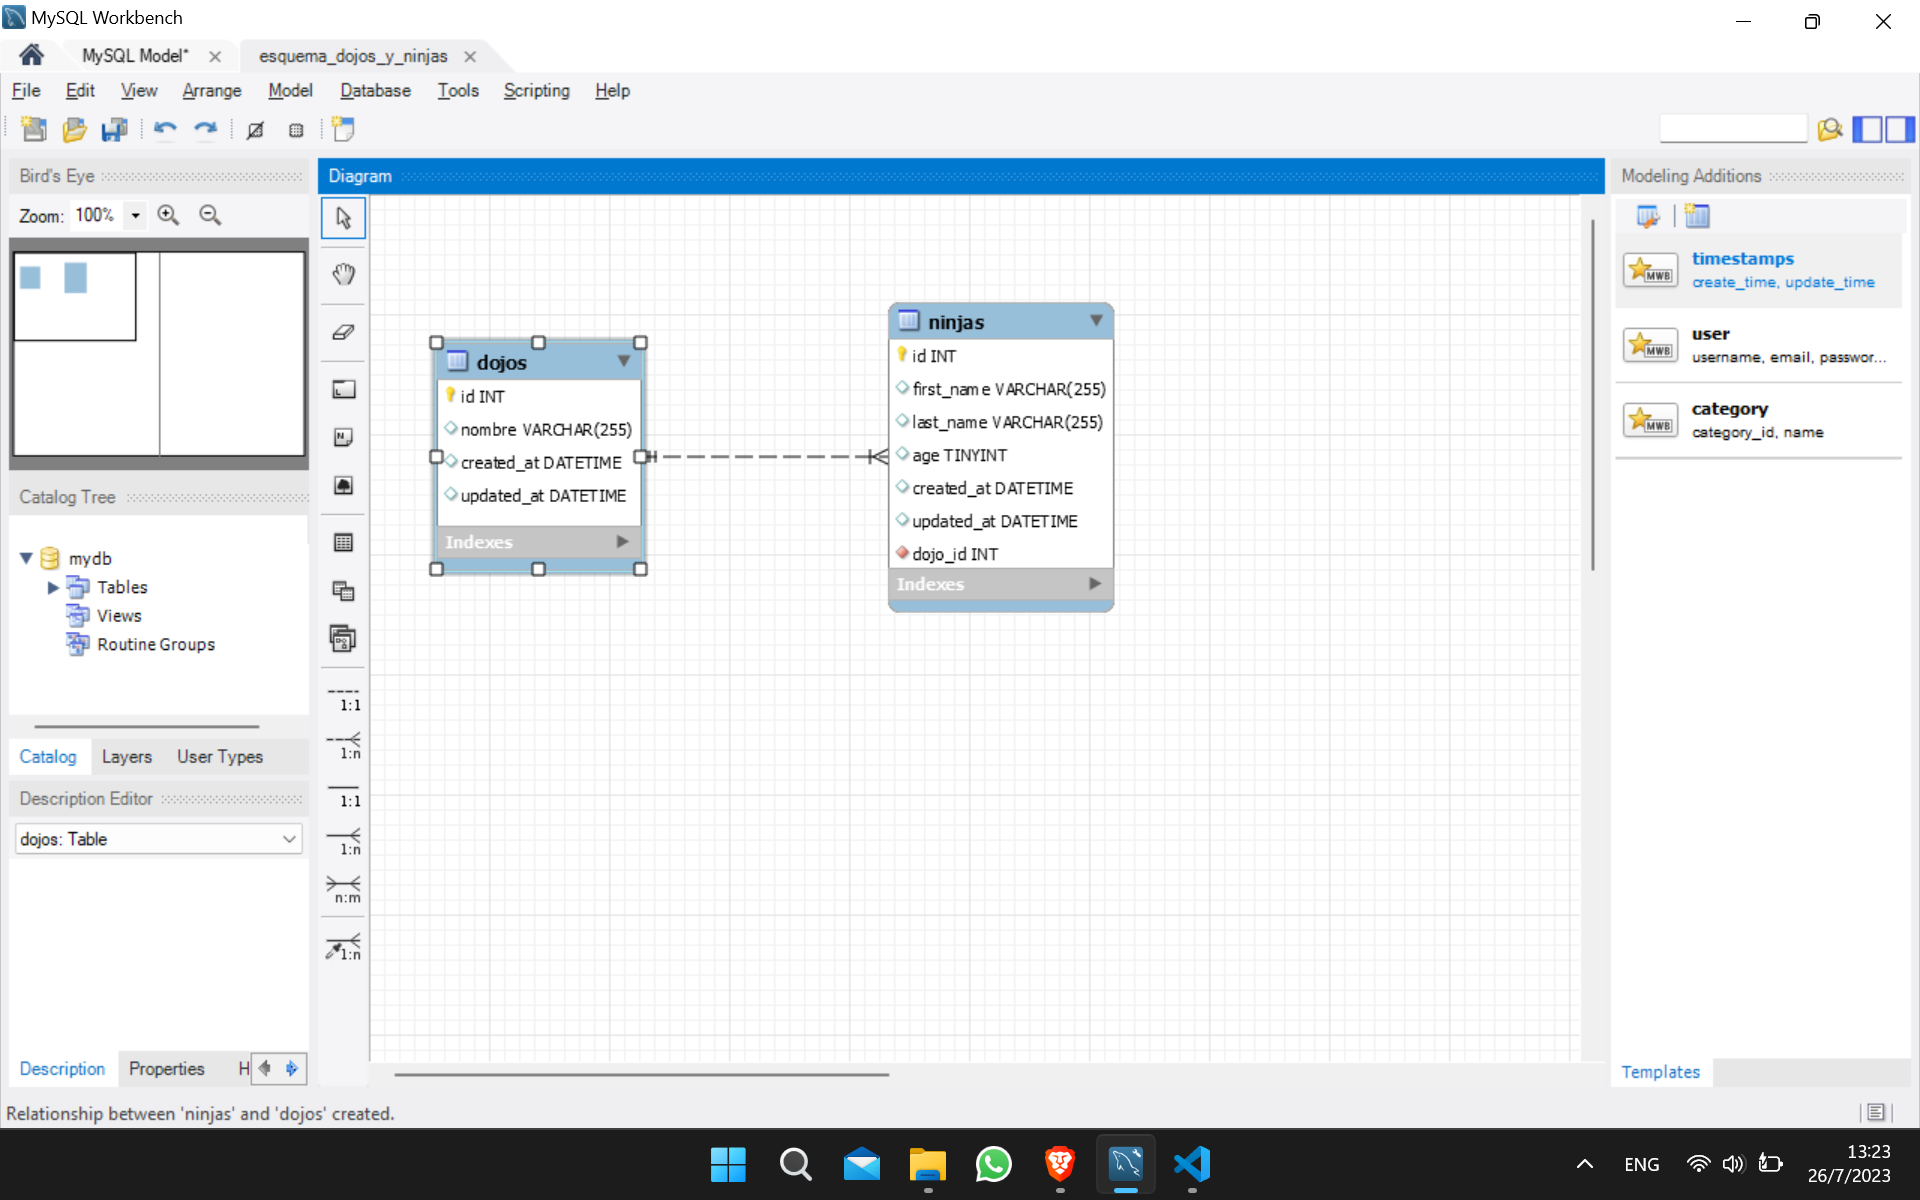 MySQL Workbench
MySQL Model*
esquema_dojos_y_ninjas
File Edit View Arrange Model Database Tools Scripting Help
Bird's Eye
Zoom: 100%
Catalog Tree
mydb
Tables
Views
Routine Groups
Catalog Layers User Types
Description Editor
dojos: Table
Description Properties H
Diagram
1:1
1:n
1:1
1:n
n:m
1:n
dojos
id INT
nombre VARCHAR(255)
created_at DATETIME
updated_at DATETIME
Indexes
ninjas
id INT
first_name VARCHAR(255)
last_name VARCHAR(255)
age TINYINT
created_at DATETIME
updated_at DATETIME
dojo_id INT
Indexes
Modeling Additions
MWB
timestamps
create_time, update_time
MWB
user
username, email, passwor...
MWB
category
category_id, name
Templates
Relationship between 'ninjas' and 'dojos' created.
ENG
13:23
26/7/2023